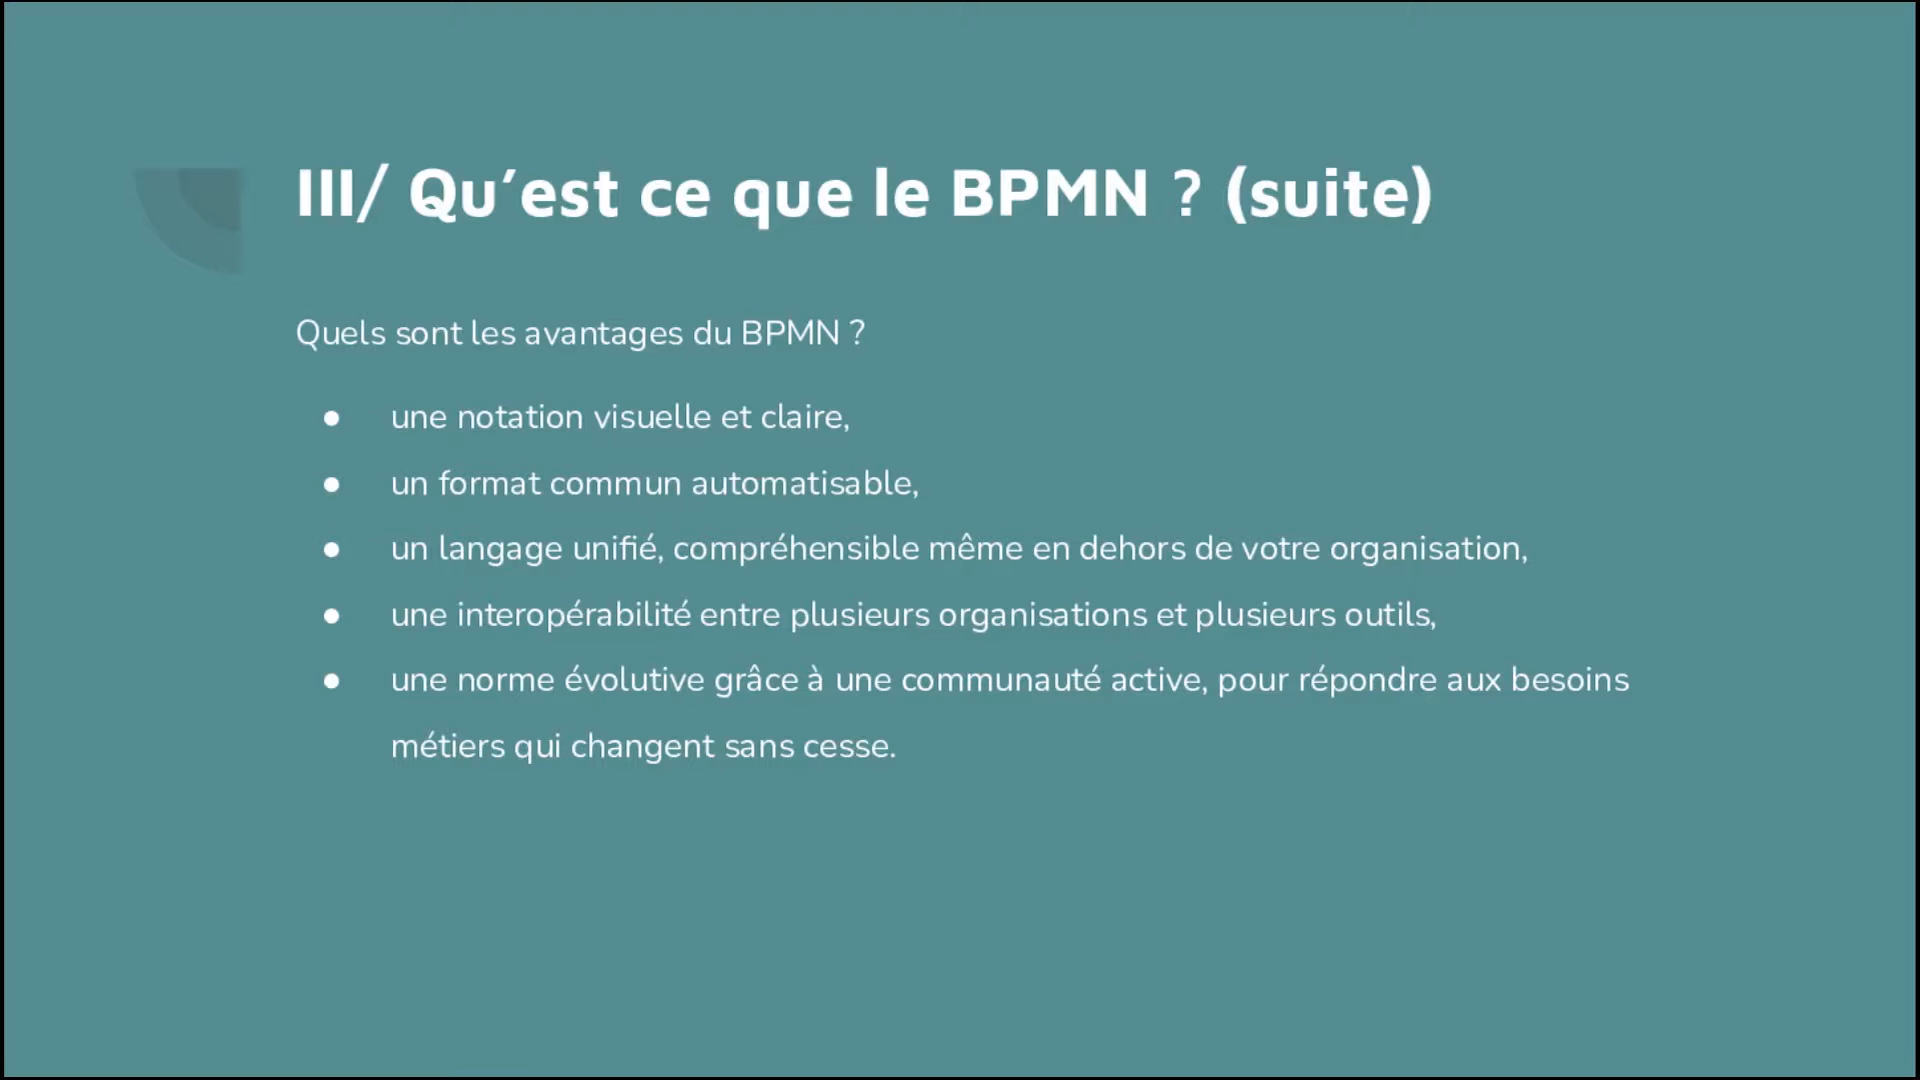 III/ Qu’est ce que le BPMN ? (suite)
Quels sont les avantages du BPMN ?
● une notation visuelle et claire,
● un format commun automatisable,
● un langage unifié, compréhensible même en dehors de votre organisation,
● une interopérabilité entre plusieurs organisations et plusieurs outils,
● une norme évolutive grâce à une communauté active, pour répondre aux besoins
métiers qui changent sans cesse.